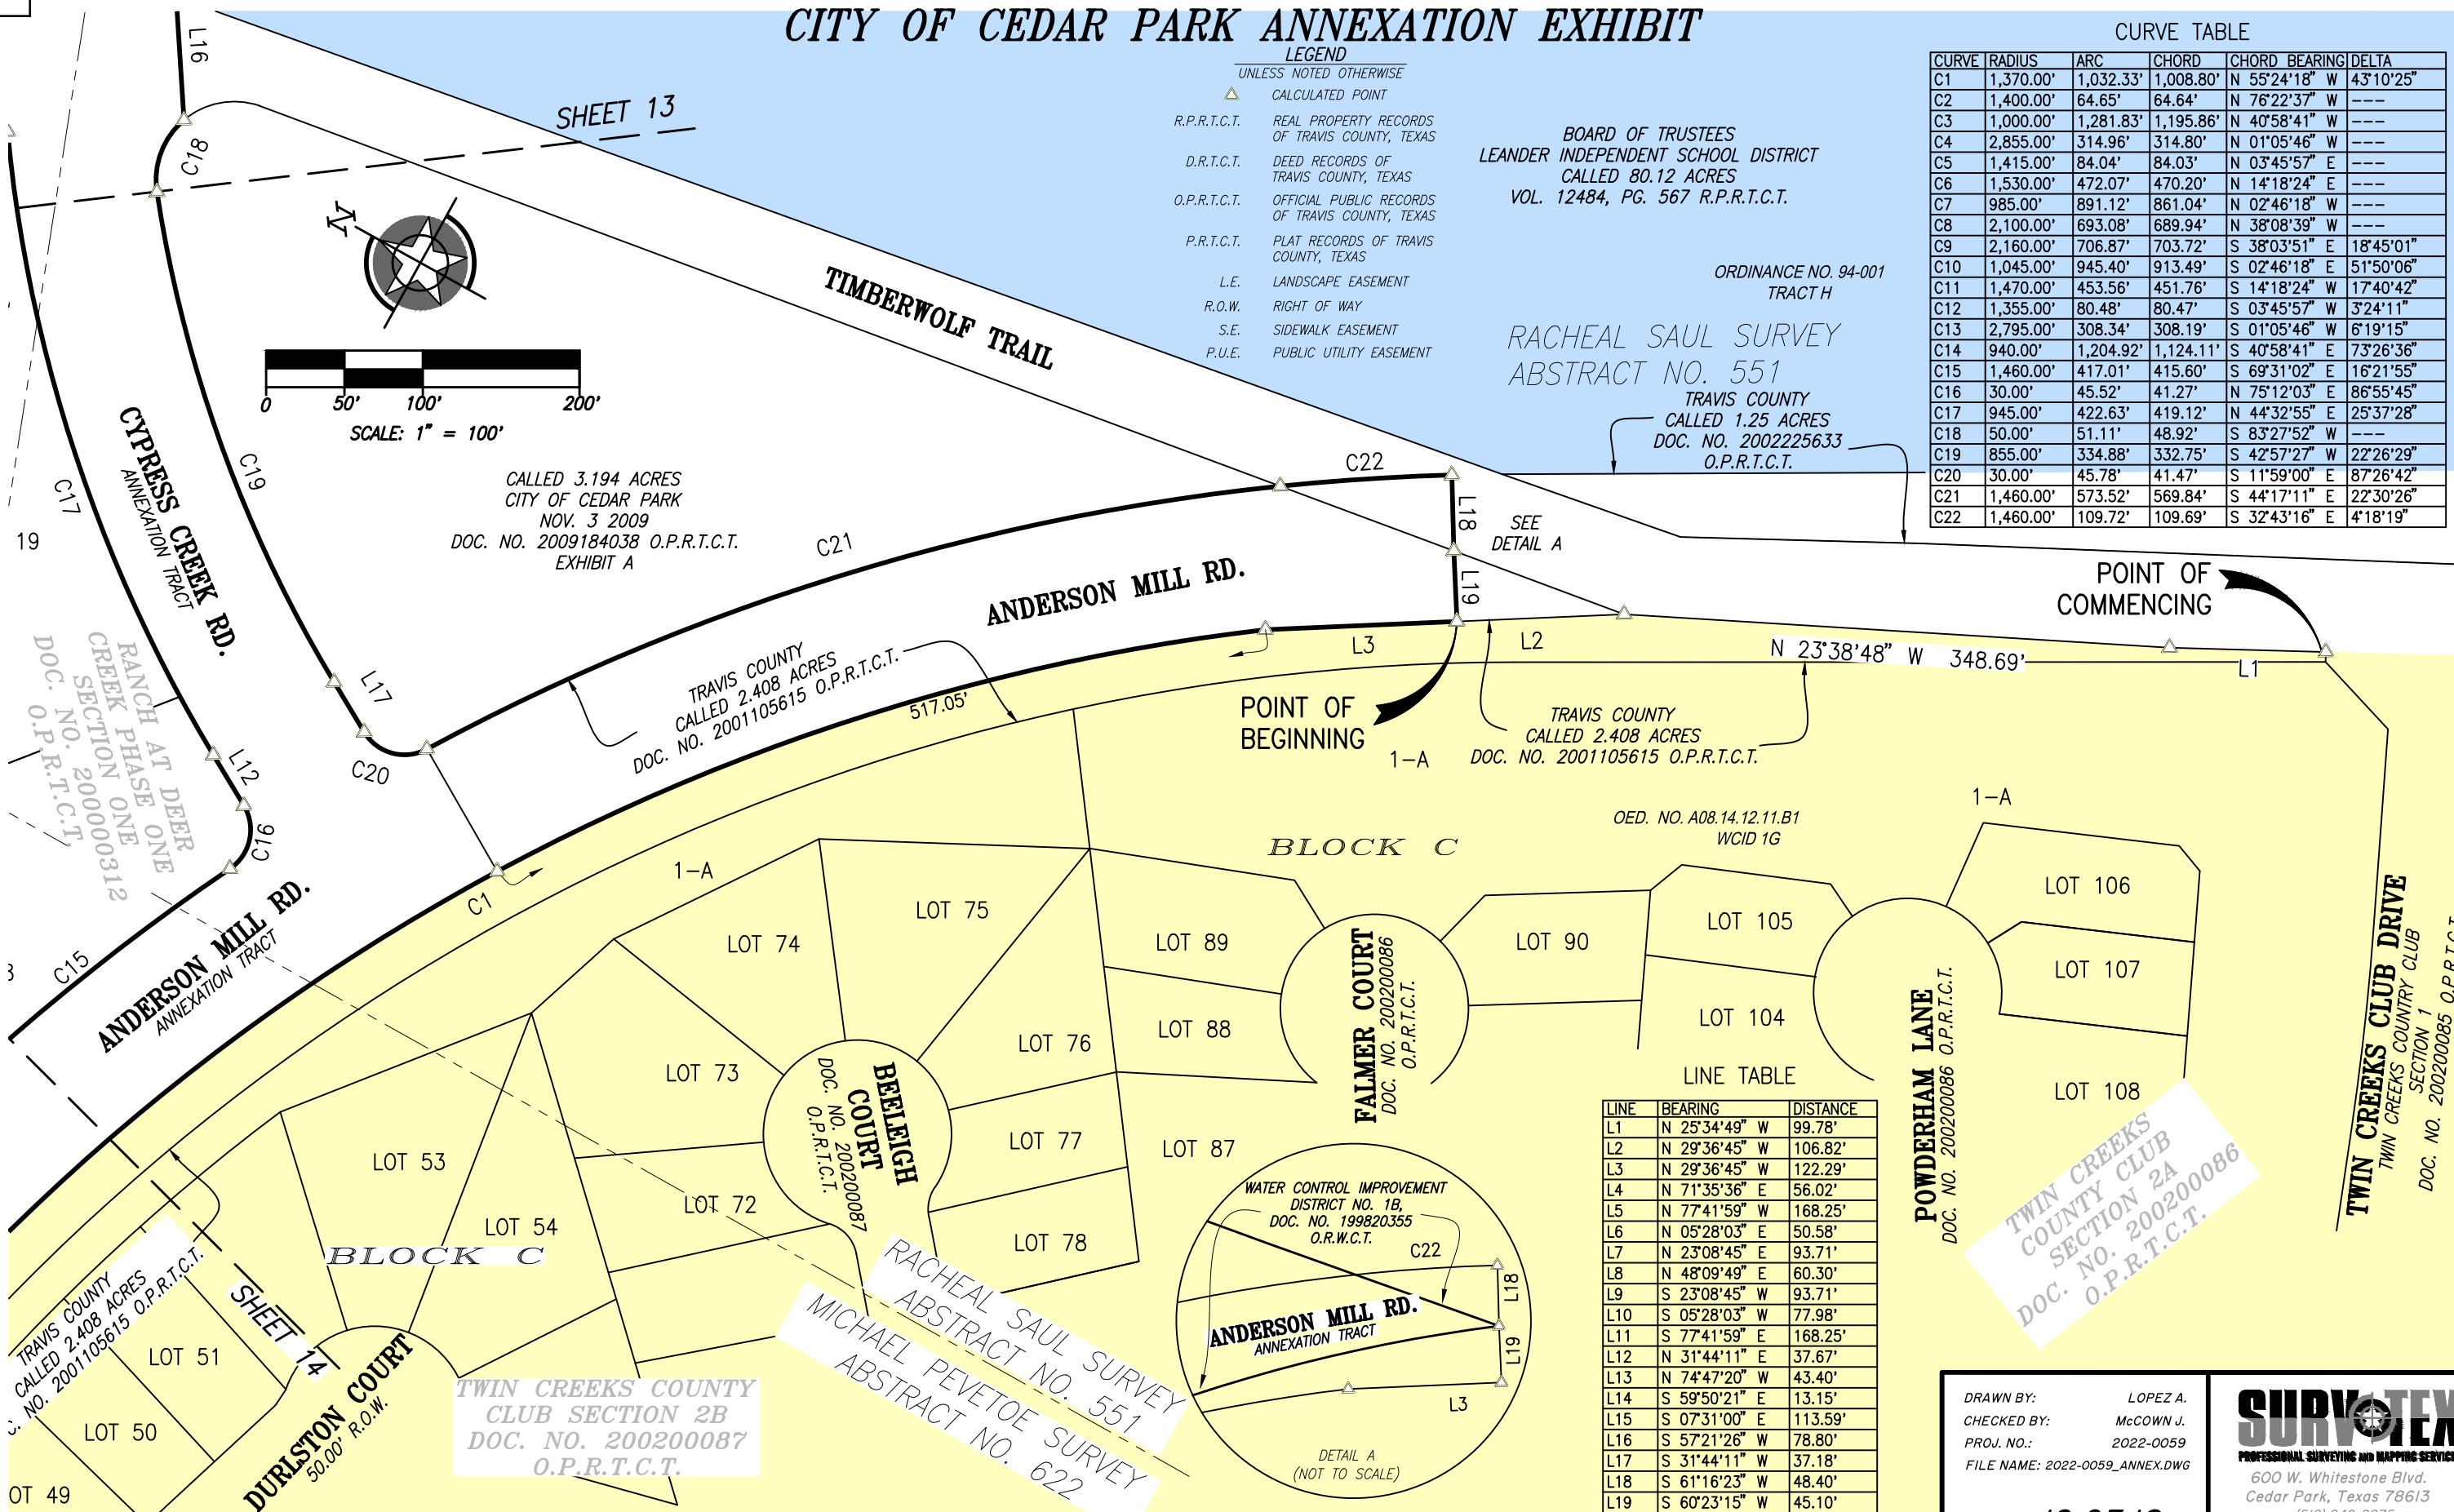 CITY OF CEDAR PARK ANNEXATION EXHIBIT
LEGEND
UNLESS NOTED OTHERWISE
CALCULATED POINT
R.P.R.T.C.T. REAL PROPERTY RECORDS
OF TRAVIS COUNTY, TEXAS
D.R.T.C.T. DEED RECORDS OF
TRAVIS COUNTY, TEXAS
O.P.R.T.C.T. OFFICIAL PUBLIC RECORDS
OF TRAVIS COUNTY, TEXAS
P.R.T.C.T. PLAT RECORDS OF TRAVIS
COUNTY, TEXAS
L.E. LANDSCAPE EASEMENT
R.O.W. RIGHT OF WAY
S.E. SIDEWALK EASEMENT
P.U.E. PUBLIC UTILITY EASEMENT
BOARD OF TRUSTEES
LEANDER INDEPENDENT SCHOOL DISTRICT
CALLED 80.12 ACRES
VOL. 12484, PG. 567 R.P.R.T.C.T.
ORDINANCE NO. 94-001
TRACT H
RACHEAL SAUL SURVEY
ABSTRACT NO. 551
TRAVIS COUNTY
CALLED 1.25 ACRES
DOC. NO. 2002225633
O.P.R.T.C.T.
CURVE TABLE
CURVE RADIUS ARC CHORD CHORD BEARING DELTA
C1 1,370.00' 1,032.33' 1,008.80' N 55°24'18" W 43°10'25"
C2 1,400.00' 64.65' 64.64' N 76°22'37" W ---
C3 1,000.00' 1,281.83' 1,195.86' N 40°58'41" W ---
C4 2,855.00' 314.96' 314.80' N 01°05'46" W ---
C5 1,415.00' 84.04' 84.03' N 03°45'57" E ---
C6 1,530.00' 472.07' 470.20' N 14°18'24" E ---
C7 985.00' 891.12' 861.04' N 02°46'18" W ---
C8 2,100.00' 693.08' 689.94' N 38°08'39" W ---
C9 2,160.00' 706.87' 703.72' S 38°03'51" E 18°45'01"
C10 1,045.00' 945.40' 913.49' S 02°46'18" E 51°50'06"
C11 1,470.00' 453.56' 451.76' S 14°18'24" W 17°40'42"
C12 1,355.00' 80.48' 80.47' S 03°45'57" W 3°24'11"
C13 2,795.00' 308.34' 308.19' S 01°05'46" W 6°19'15"
C14 940.00' 1,204.92' 1,124.11' S 40°58'41" E 73°26'36"
C15 1,460.00' 417.01' 415.60' S 69°31'02" E 16°21'55"
C16 30.00' 45.52' 41.27' N 75°12'03" E 86°55'45"
C17 945.00' 422.63' 419.12' N 44°32'55" E 25°37'28"
C18 50.00' 51.11' 48.92' S 83°27'52" W ---
C19 855.00' 334.88' 332.75' S 42°57'27" W 22°26'29"
C20 30.00' 45.78' 41.47' S 11°59'00" E 87°26'42"
C21 1,460.00' 573.52' 569.84' S 44°17'11" E 22°30'26"
C22 1,460.00' 109.72' 109.69' S 32°43'16" E 4°18'19"
L16
SHEET 13
C18
N
0 50' 100' 200'
SCALE: 1" = 100'
TIMBERWOLF TRAIL
CYPRESS CREEK RD.
ANNEXATION TRACT
C17
C19
19
CALLED 3.194 ACRES
CITY OF CEDAR PARK
NOV. 3 2009
DOC. NO. 2009184038 O.P.R.T.C.T.
EXHIBIT A
C22
L18
L19
SEE
DETAIL A
C21
ANDERSON MILL RD.
POINT OF
COMMENCING
L3
L2
N 23°38'48" W 348.69'
L1
RANCH AT DEER
CREEK PHASE ONE
SECTION ONE
DOC. NO. 200000312
O.P.R.T.C.T.
L17
L12
C20
C16
TRAVIS COUNTY
CALLED 2.408 ACRES
DOC. NO. 2001105615 O.P.R.T.C.T.
517.05'
POINT OF
BEGINNING
TRAVIS COUNTY
CALLED 2.408 ACRES
DOC. NO. 2001105615 O.P.R.T.C.T.
1-A
1-A
OED. NO. A08.14.12.11.B1
WCID 1G
BLOCK C
1-A
C1
C15
ANDERSON MILL RD.
ANNEXATION TRACT
LOT 75
LOT 74
LOT 89
LOT 90
LOT 105
LOT 106
LOT 107
LOT 104
LOT 88
LOT 76
LOT 73
LOT 108
FALMER COURT
DOC. NO. 200200086
O.P.R.T.C.T.
POWDERHAM LANE
DOC. NO. 200200086 O.P.R.T.C.T.
TWIN CREEKS CLUB DRIVE
TWIN CREEKS COUNTRY CLUB
SECTION 1
DOC. NO. 200200085 O.P.R.T.C.T.
BEELEIGH
COURT
DOC. NO. 200200087
O.P.R.T.C.T.
LOT 77
LOT 87
LOT 53
LOT 72
LOT 54
LOT 78
BLOCK C
TWIN CREEKS
COUNTY CLUB
SECTION 2A
DOC. NO. 200200086
O.P.R.T.C.T.
TRAVIS COUNTY
CALLED 2.408 ACRES
NO. 2001105615 O.P.R.T.C.T.
SHEET 14
LOT 51
LOT 50
OT 49
DURLSTON COURT
50.00' R.O.W.
TWIN CREEKS COUNTY
CLUB SECTION 2B
DOC. NO. 200200087
O.P.R.T.C.T.
RACHEAL SAUL SURVEY
ABSTRACT NO. 551
MICHAEL PEVETOE SURVEY
ABSTRACT NO. 622
WATER CONTROL IMPROVEMENT
DISTRICT NO. 1B,
DOC. NO. 199820355
O.R.W.C.T.
C22
L18
ANDERSON MILL RD.
ANNEXATION TRACT
L19
L3
DETAIL A
(NOT TO SCALE)
LINE TABLE
LINE BEARING DISTANCE
L1 N 25°34'49" W 99.78'
L2 N 29°36'45" W 106.82'
L3 N 29°36'45" W 122.29'
L4 N 71°35'36" E 56.02'
L5 N 77°41'59" W 168.25'
L6 N 05°28'03" E 50.58'
L7 N 23°08'45" E 93.71'
L8 N 48°09'49" E 60.30'
L9 S 23°08'45" W 93.71'
L10 S 05°28'03" W 77.98'
L11 S 77°41'59" E 168.25'
L12 N 31°44'11" E 37.67'
L13 N 74°47'20" W 43.40'
L14 S 59°50'21" E 13.15'
L15 S 07°31'00" E 113.59'
L16 S 57°21'26" W 78.80'
L17 S 31°44'11" W 37.18'
L18 S 61°16'23" W 48.40'
L19 S 60°23'15" W 45.10'
DRAWN BY: LOPEZ A.
CHECKED BY: McCOWN J.
PROJ. NO.: 2022-0059
FILE NAME: 2022-0059_ANNEX.DWG
SURVTEX
PROFESSIONAL SURVEYING AND MAPPING SERVICES
600 W. Whitestone Blvd.
Cedar Park, Texas 78613